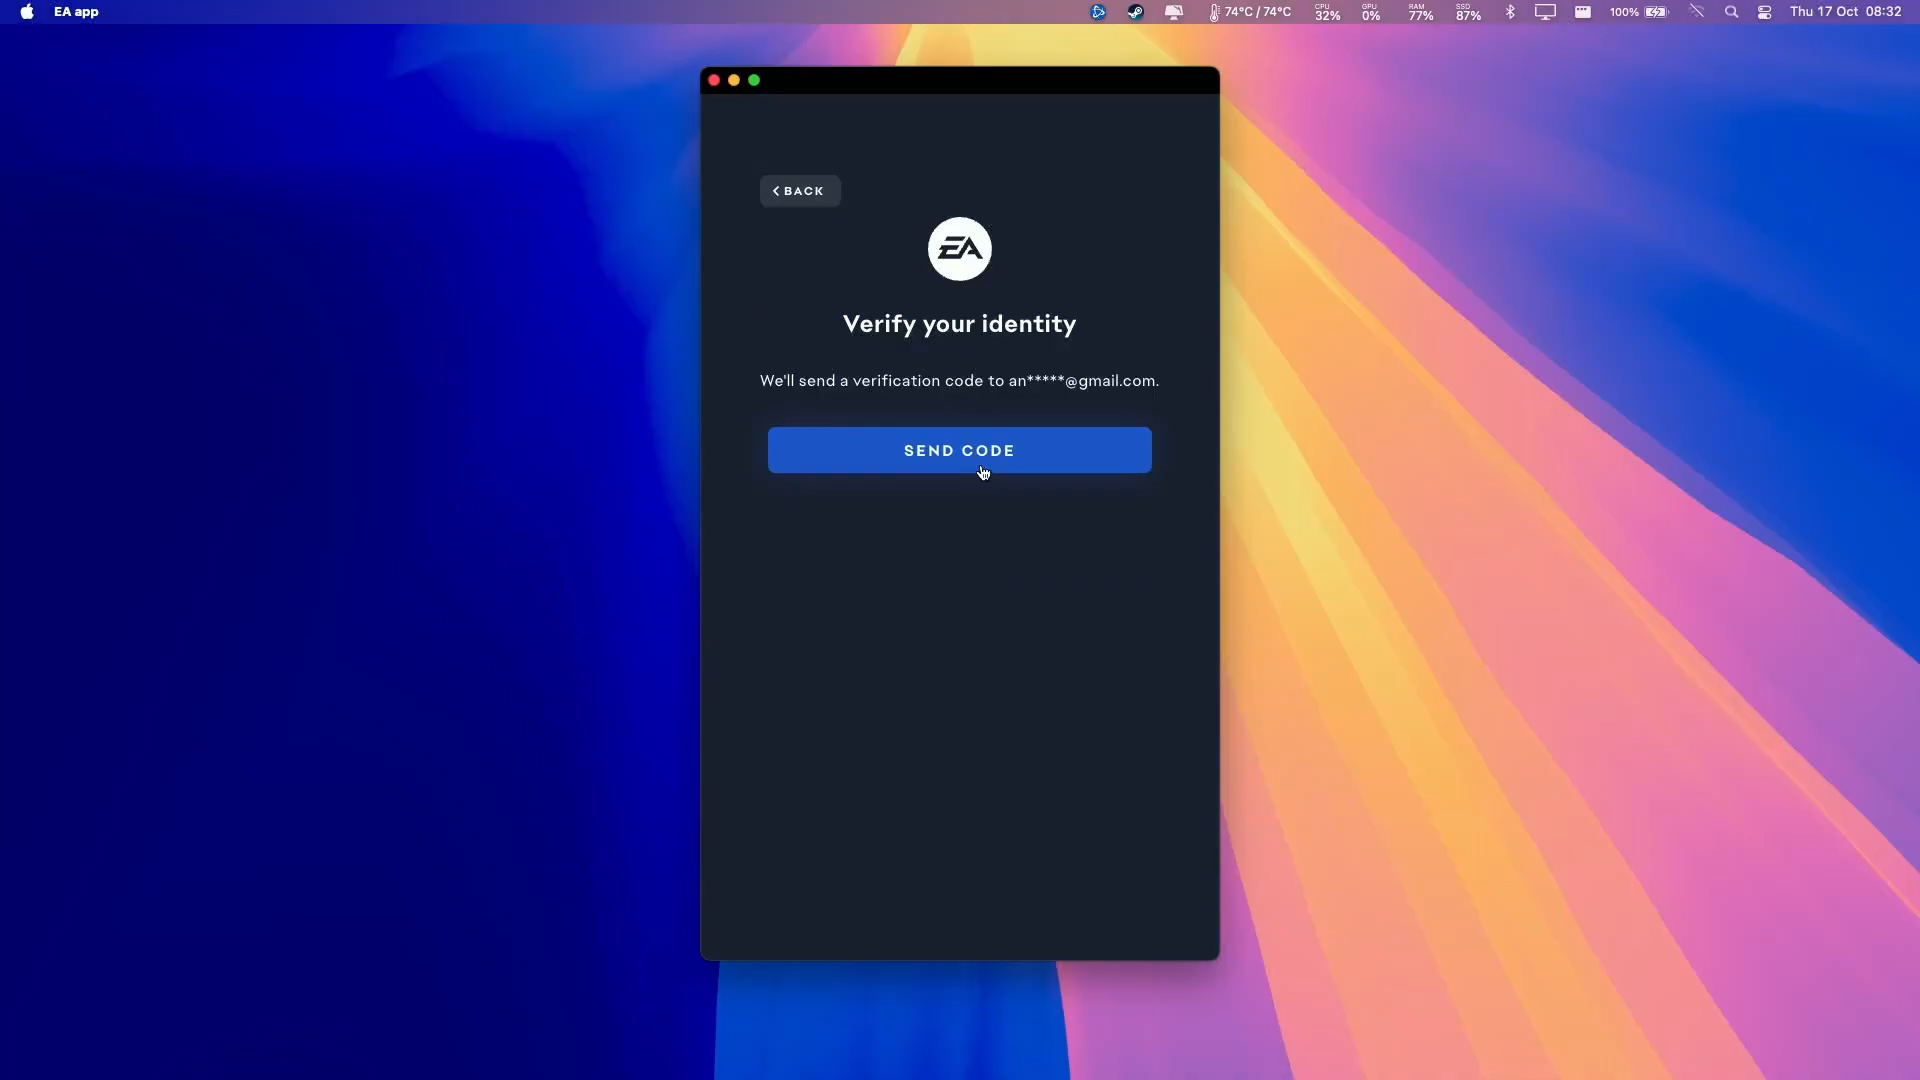 EA app
74°C / 74°C
CPU 32%
GPU 0%
RAM 77%
SSD 87%
100%
Thu 17 Oct 08:32
BACK
EA
Verify your identity
We'll send a verification code to an*****@gmail.com.
SEND CODE